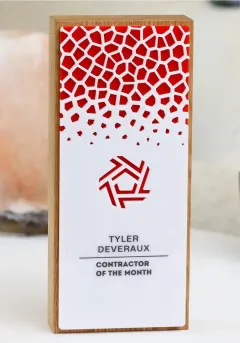 TYLER
DEVERAUX
CONTRACTOR
OF THE MONTH